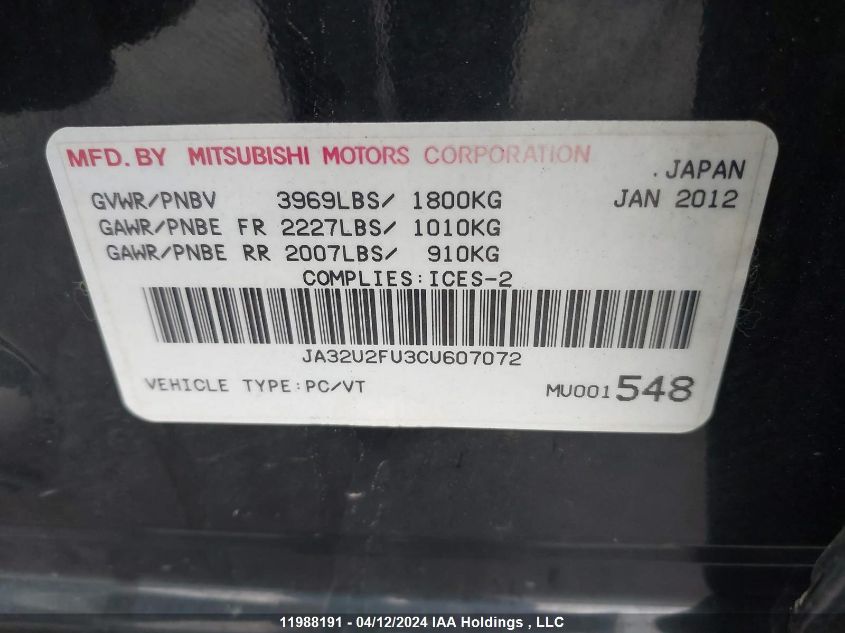 MFD. BY MITSUBISHI MOTORS CORPORATION
.JAPAN
GVWR/PNBV 3969LBS/ 1800KG JAN 2012
GAWR/PNBE FR 2227LBS/ 1010KG
GAWR/PNBE RR 2007LBS/ 910KG
COMPLIES:ICES-2
JA32U2FU3CU607072
VEHICLE TYPE:PC/VT MU001548
11988191 - 04/12/2024 IAA Holdings , LLC